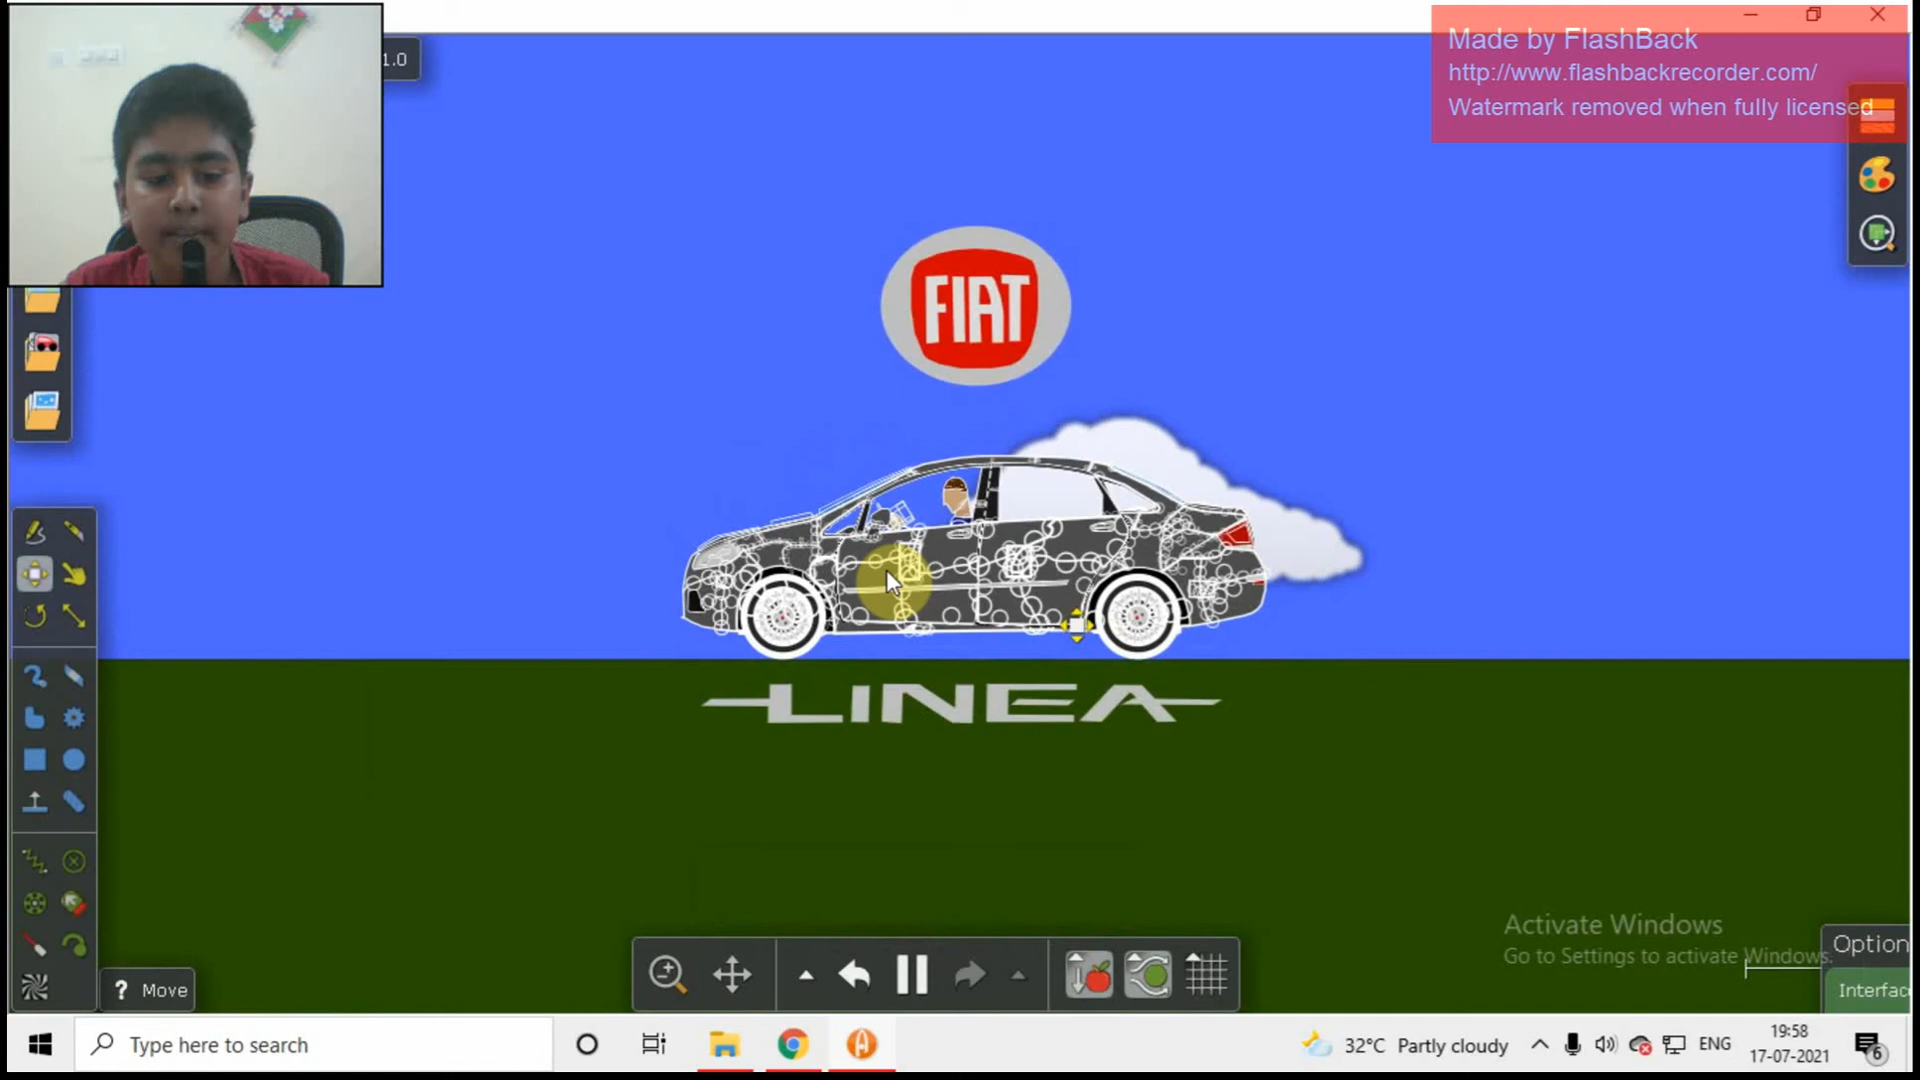 Made by FlashBack
http://www.flashbackrecorder.com/
Watermark removed when fully licensed
1.0
FIAT
LINEA
Activate Windows
Go to Settings to activate Windows.
Option
Interfac
? Move
Type here to search
32°C Partly cloudy
ENG
19:58
17-07-2021
6